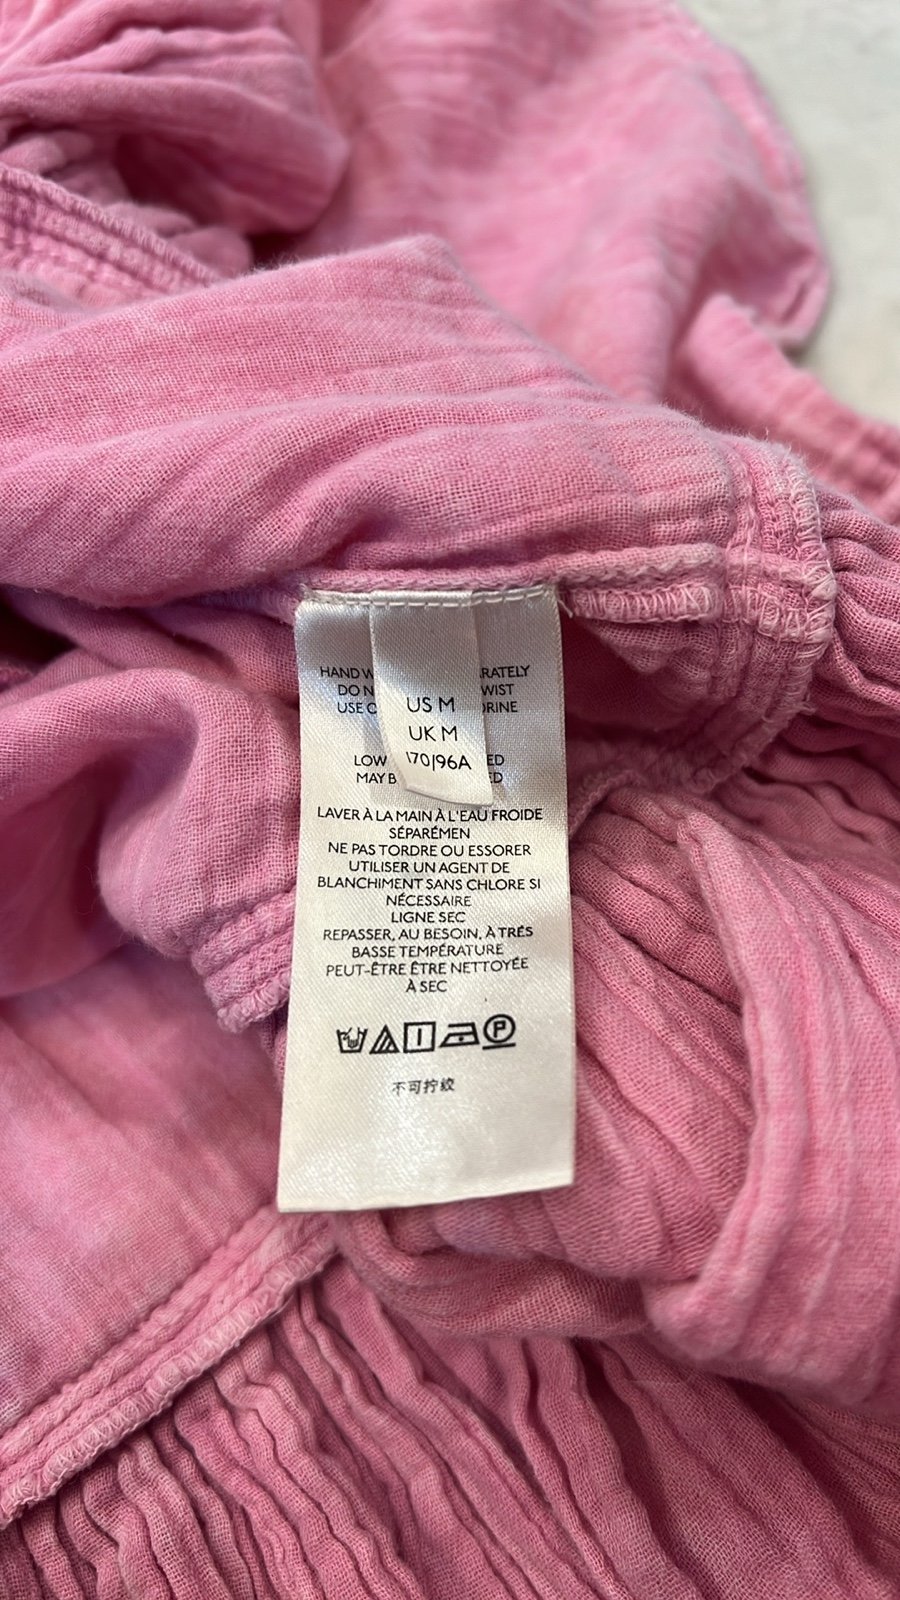 HAND W RATELY
DO N WIST
USE C ORINE
LOW ED
MAY B ED
US M
UK M
170|96A
LAVER À LA MAIN À L'EAU FROIDE
SÉPARÉMEN
NE PAS TORDRE OU ESSORER
UTILISER UN AGENT DE
BLANCHIMENT SANS CHLORE SI
NÉCESSAIRE
LIGNE SEC
REPASSER, AU BESOIN, À TRÉS
BASSE TEMPÉRATURE
PEUT-ÊTRE ÊTRE NETTOYÉE
À SEC
P
不可拧绞